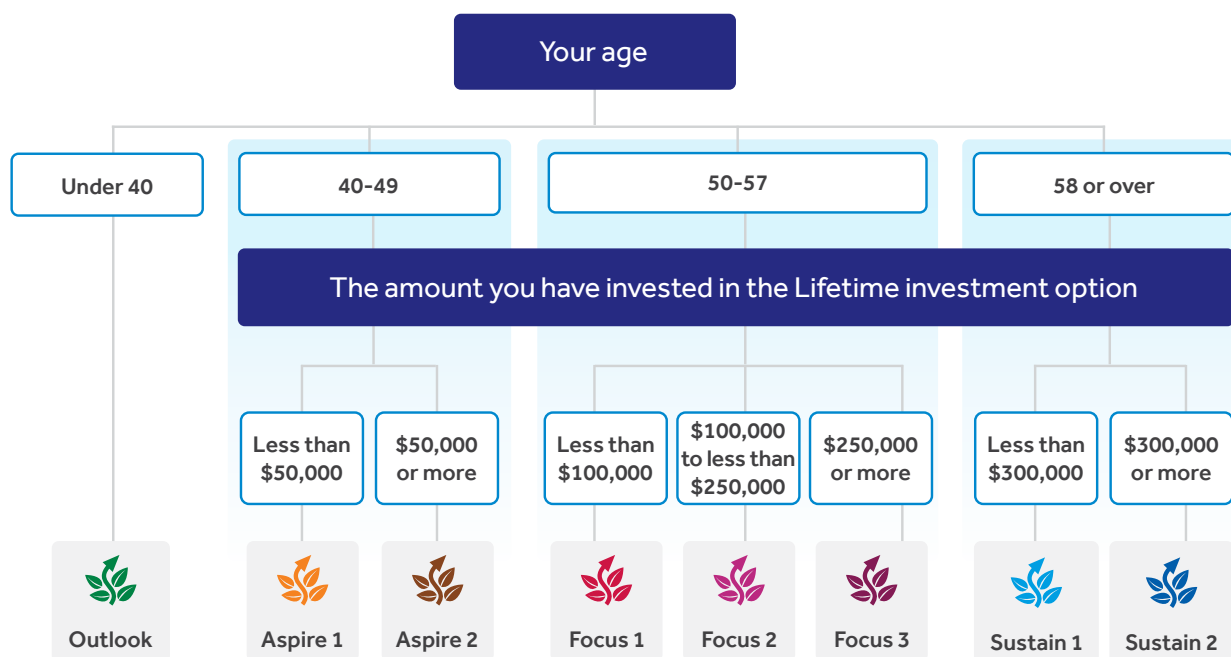 Your age
Under 40
40-49
50-57
58 or over
The amount you have invested in the Lifetime investment option
Less than
$50,000
$50,000
or more
Less than
$100,000
$100,000
to less than
$250,000
$250,000
or more
Less than
$300,000
$300,000
or more
Outlook
Aspire 1
Aspire 2
Focus 1
Focus 2
Focus 3
Sustain 1
Sustain 2